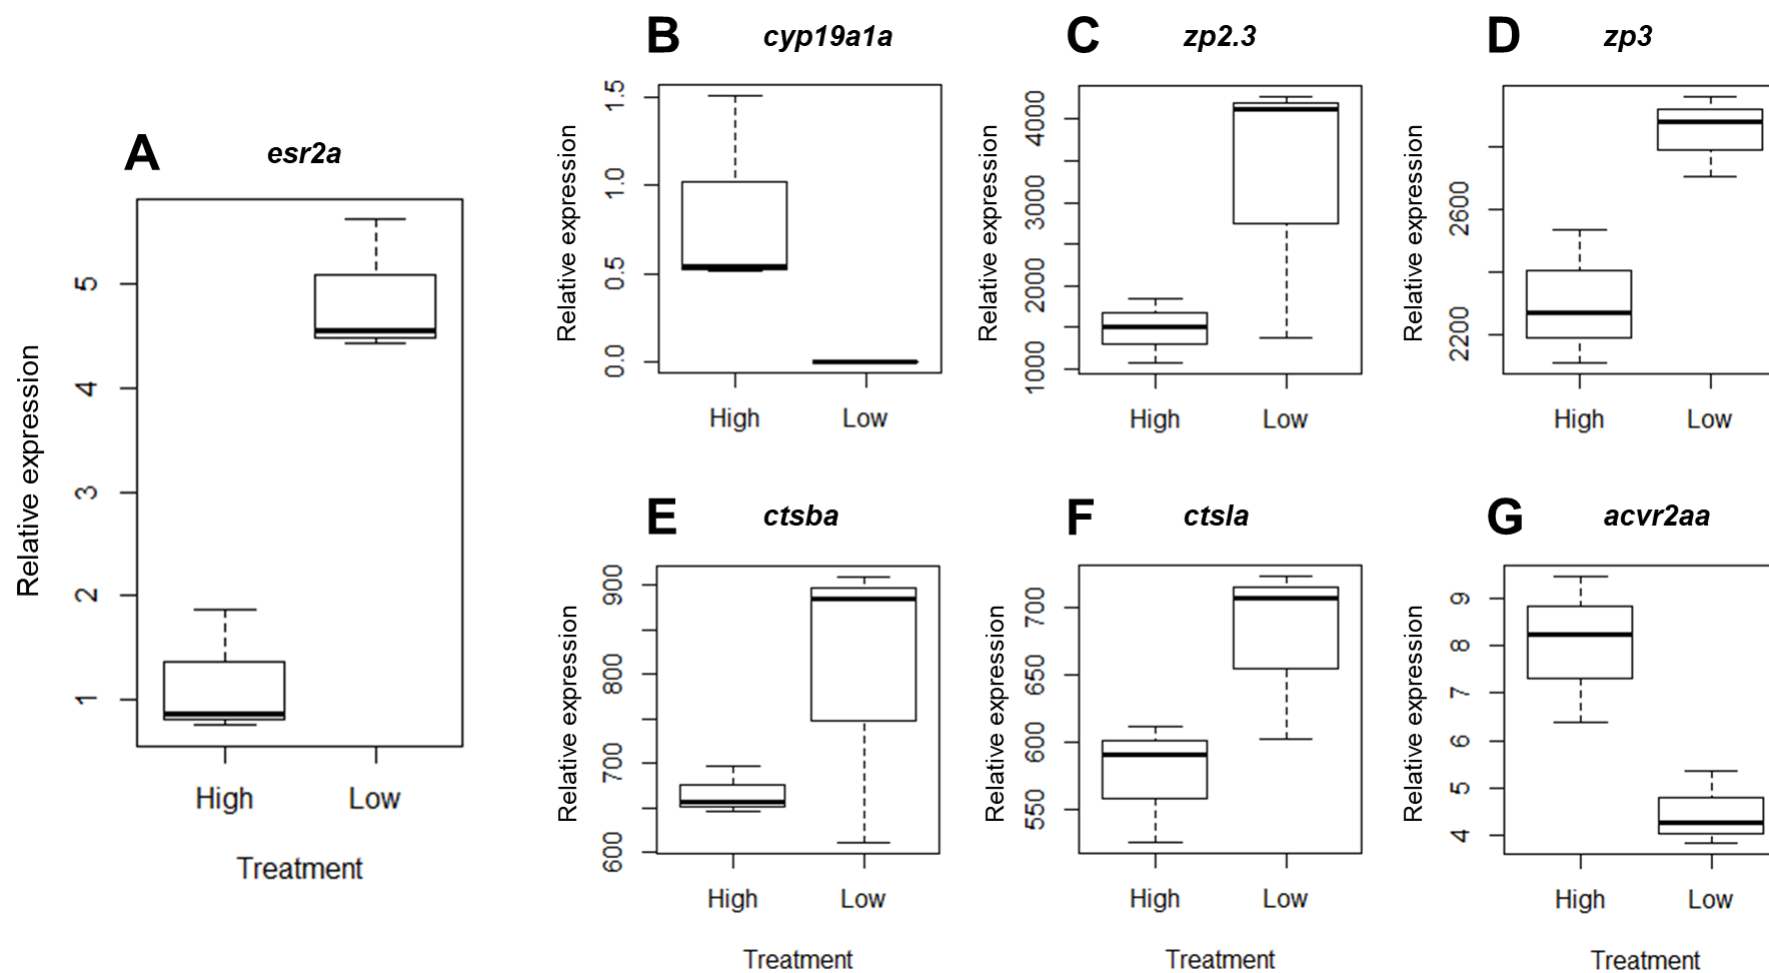 A esr2a
Relative expression
5
4
3
2
1
High Low
Treatment
B cyp19a1a
Relative expression
1.5
1.0
0.5
0.0
High Low
C zp2.3
Relative expression
4000
3000
2000
1000
High Low
D zp3
Relative expression
2600
2200
High Low
E ctsba
Relative expression
900
800
700
600
High Low
Treatment
F ctsla
Relative expression
700
650
600
550
High Low
Treatment
G acvr2aa
Relative expression
9
8
7
6
5
4
High Low
Treatment